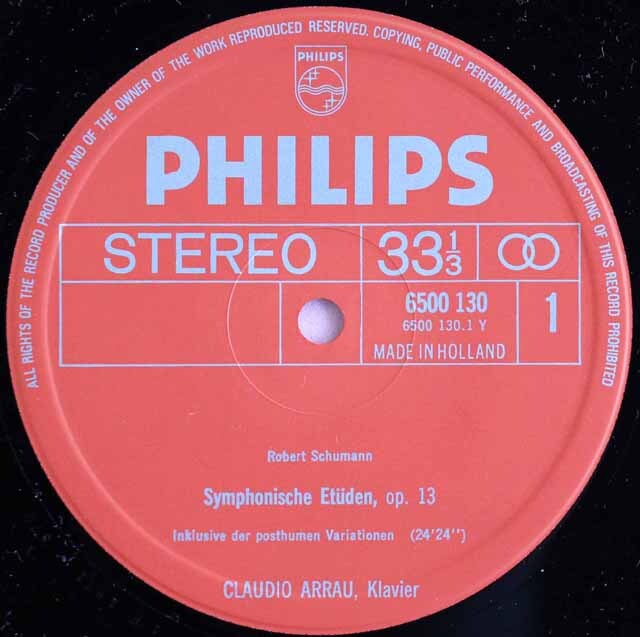 ALL RIGHTS OF THE RECORD PRODUCER AND OF THE OWNER OF THE WORK REPRODUCED RESERVED. COPYING, PUBLIC PERFORMANCE AND BROADCASTING OF THIS RECORD PROHIBITED
PHILIPS
PHILIPS
STEREO 33 1/3
6500 130
6500 130.1 Y
1
MADE IN HOLLAND
Robert Schumann
Symphonische Etüden, op. 13
Inklusive der posthumen Variationen (24'24'')
CLAUDIO ARRAU, Klavier